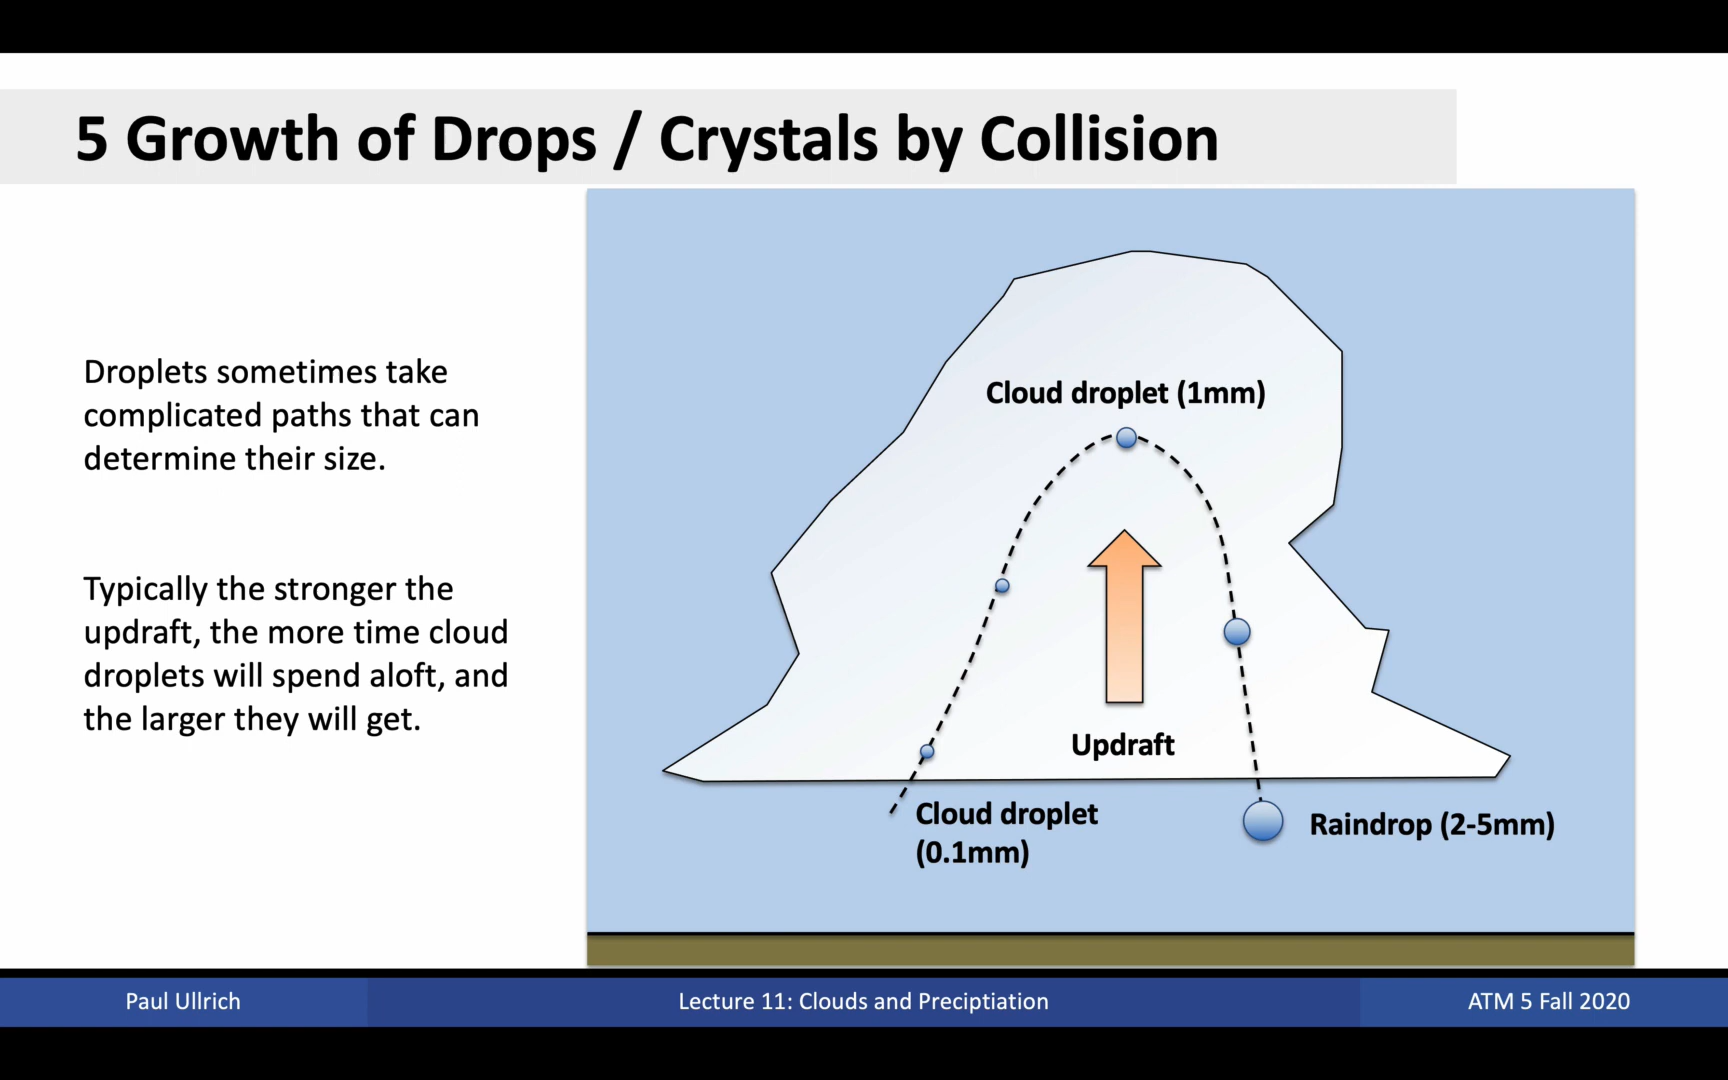 5 Growth of Drops / Crystals by Collision
Droplets sometimes take
complicated paths that can
determine their size.
Typically the stronger the
updraft, the more time cloud
droplets will spend aloft, and
the larger they will get.
Cloud droplet (1mm)
Updraft
Cloud droplet
(0.1mm)
Raindrop (2-5mm)
Paul Ullrich
Lecture 11: Clouds and Preciptiation
ATM 5 Fall 2020